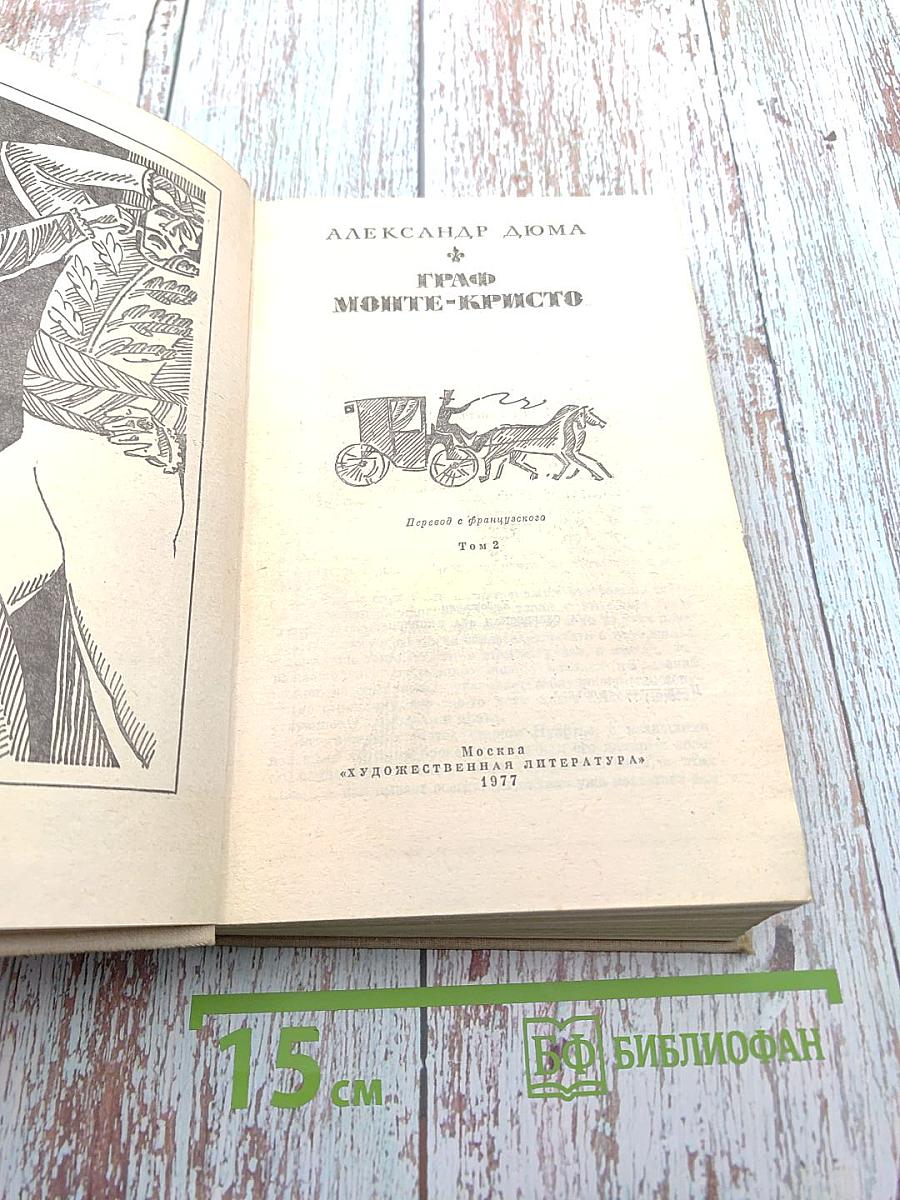 АЛЕКСАНДР ДЮМА
ГРАФ
МОНТЕ-КРИСТО
Перевод с французского
Том 2
Москва
«ХУДОЖЕСТВЕННАЯ ЛИТЕРАТУРА»
1977
15 см
БФ БИБЛИОФАН